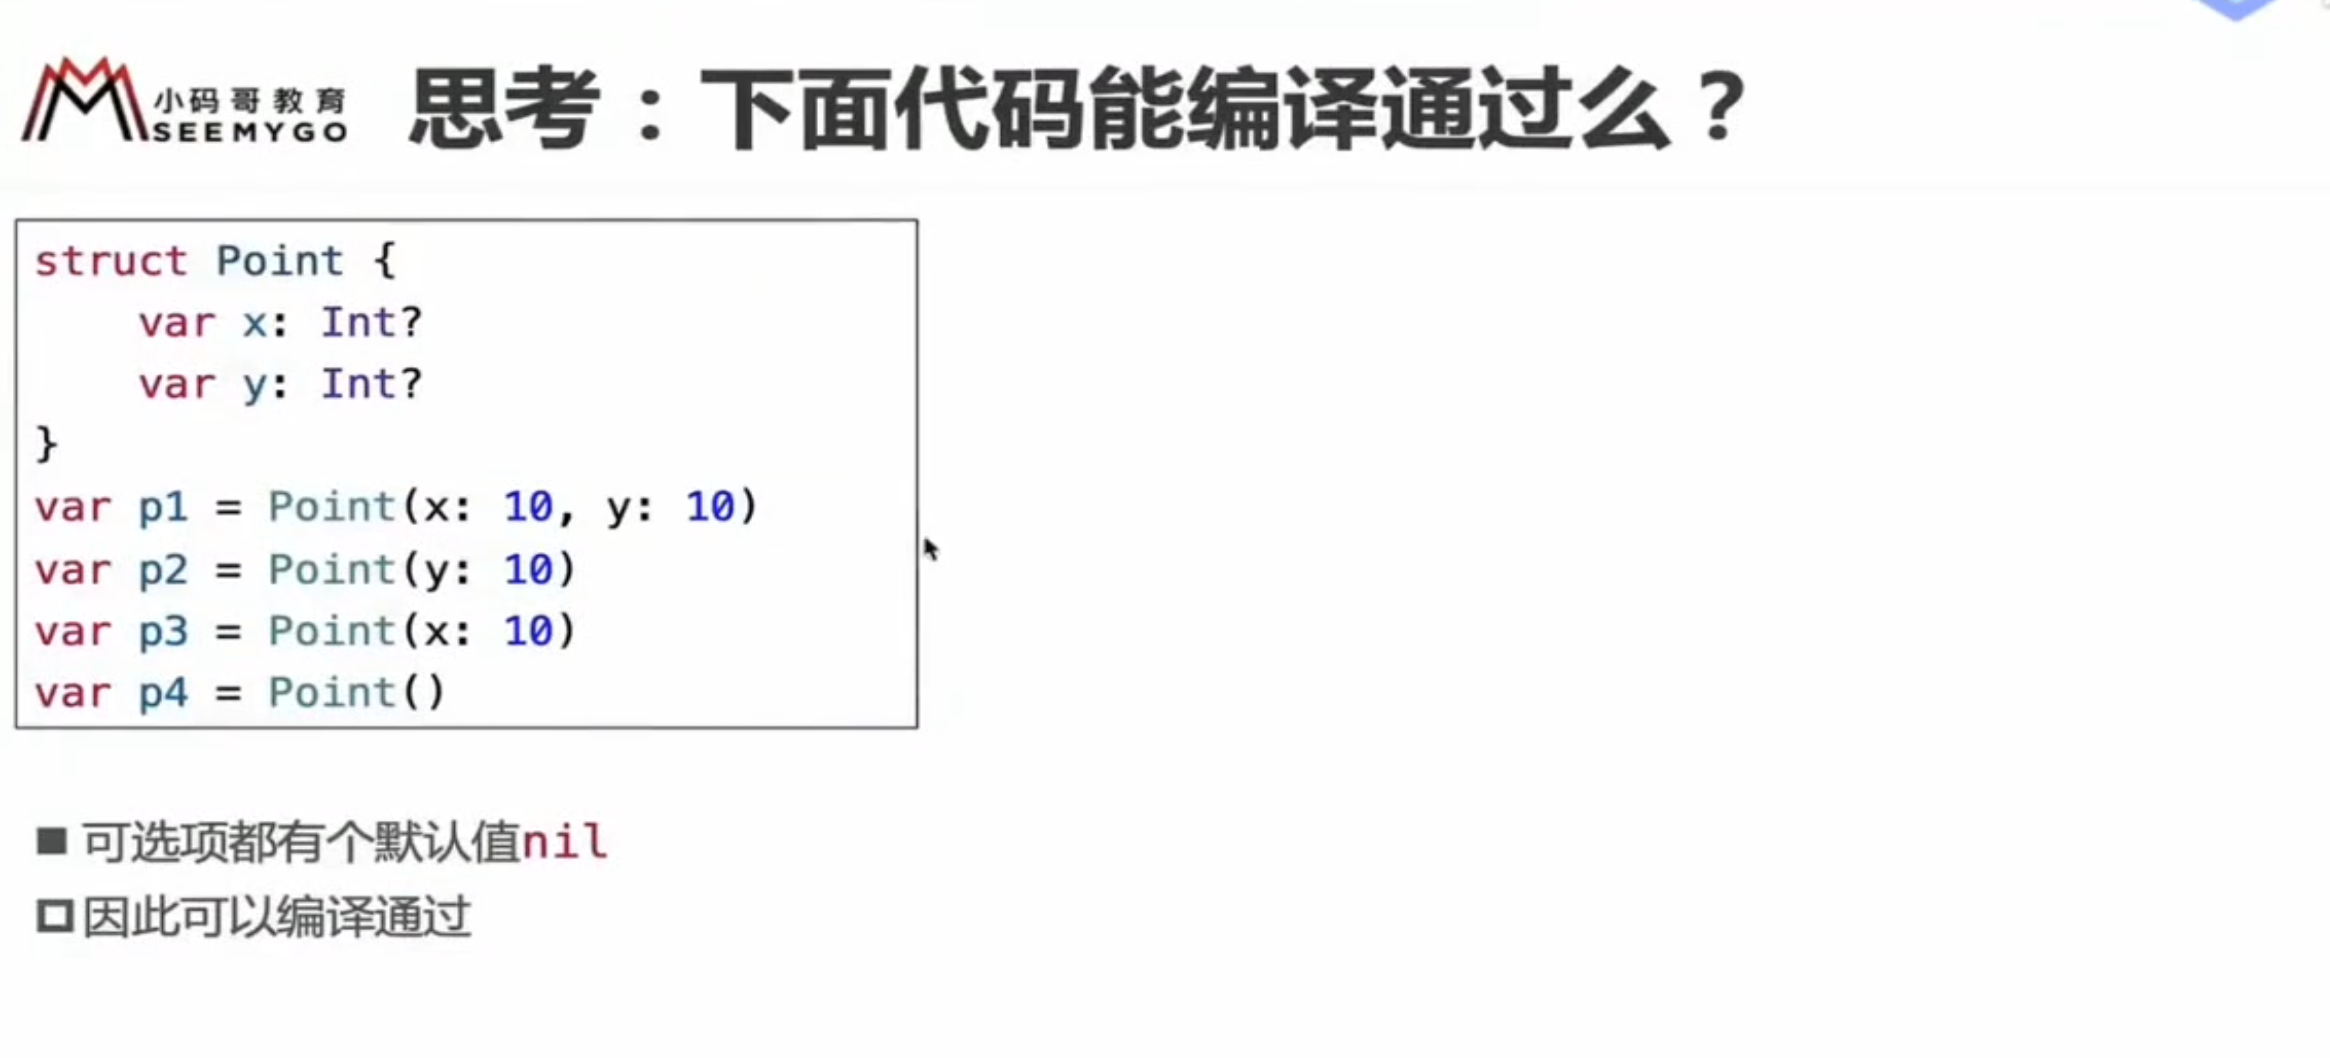 小码哥教育
SEEMYGO
思考：下面代码能编译通过么？
struct Point {
    var x: Int?
    var y: Int?
}
var p1 = Point(x: 10, y: 10)
var p2 = Point(y: 10)
var p3 = Point(x: 10)
var p4 = Point()
可选项都有个默认值nil
因此可以编译通过